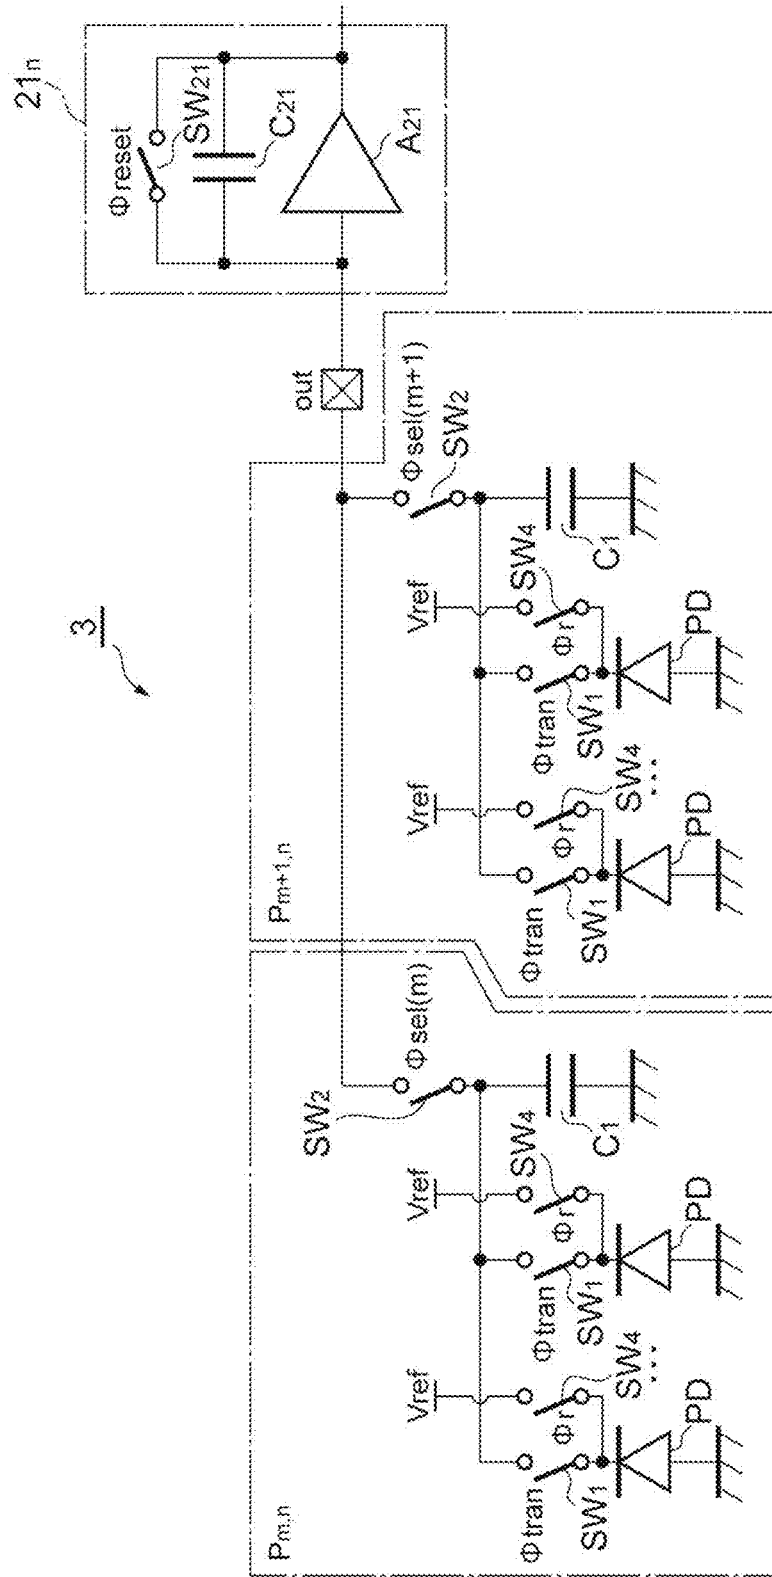 3
21n
Φreset
SW21
C21
A21
out
Pm,n
Pm+1,n
SW2
Φsel(m)
Φsel(m+1)
SW2
Vref
Vref
Vref
Vref
Φtran
SW1
Φr
SW4
...
Φtran
SW1
Φr
SW4
C1
Φtran
SW1
Φr
SW4
...
Φtran
SW1
Φr
SW4
C1
PD
PD
PD
PD